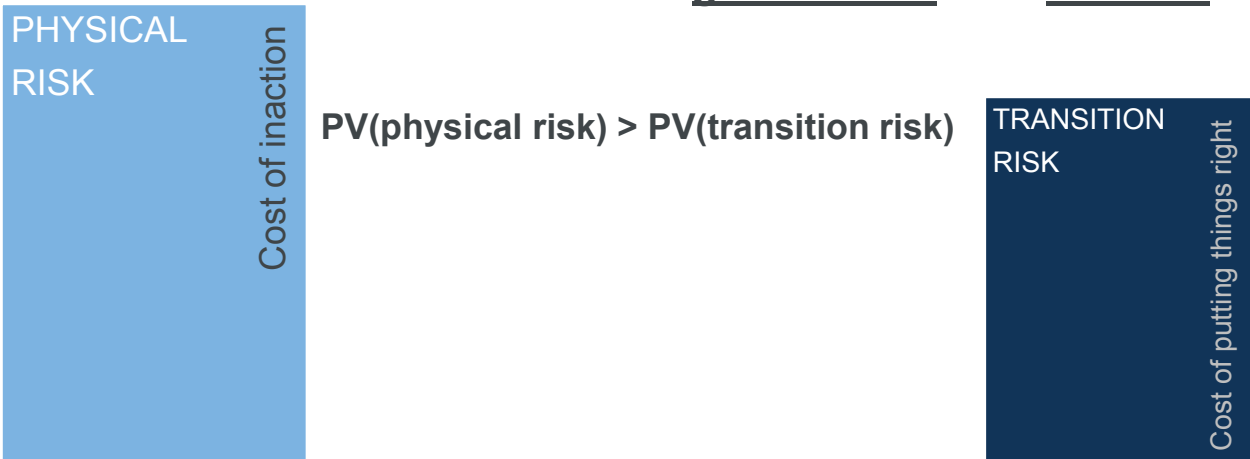 PHYSICAL
RISK
Cost of inaction
PV(physical risk) > PV(transition risk)
TRANSITION
RISK
Cost of putting things right